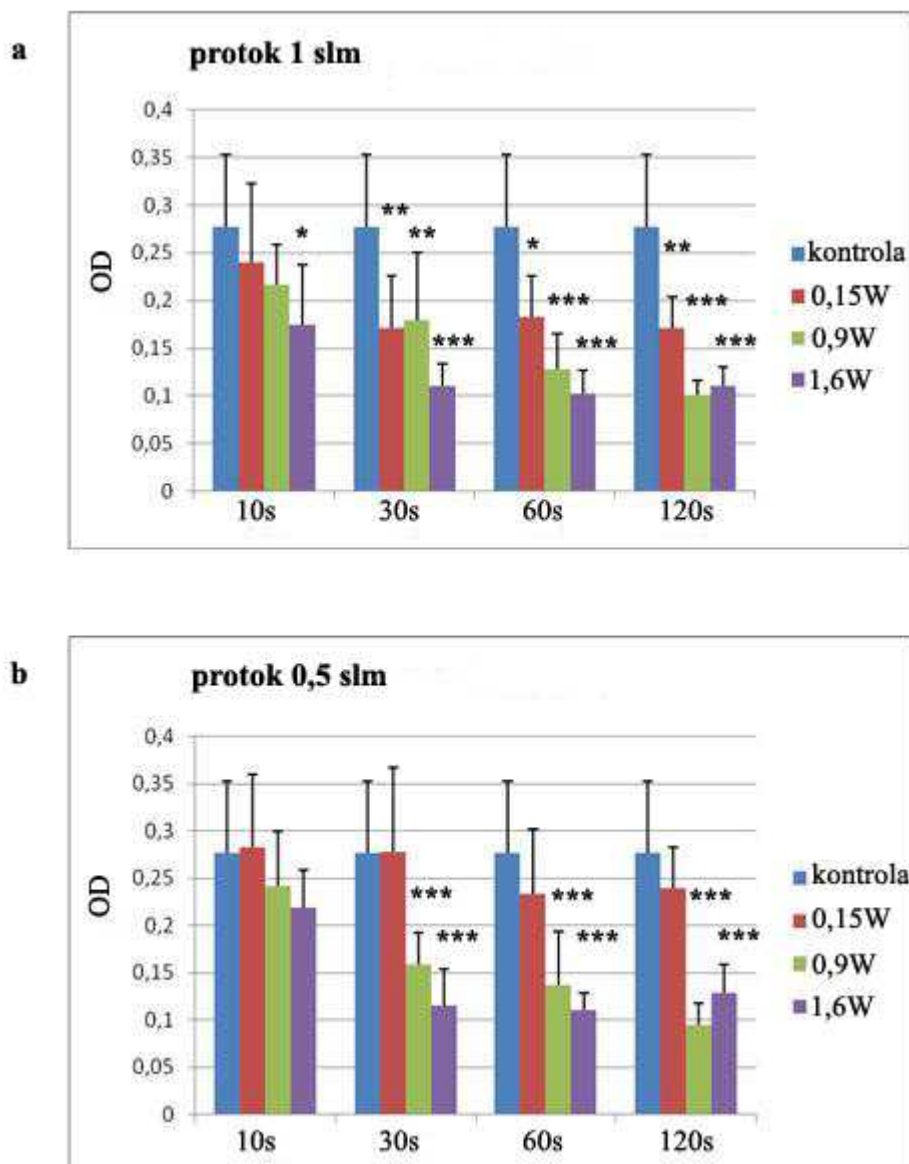 a
protok 1 slm
0,4
0,35
0,3
0,25
0,2
0,15
0,1
0,05
0
OD
** 
* ** * **
*** *** ***
*** ***
10s 30s 60s 120s
kontrola
0,15W
0,9W
1,6W
b
protok 0,5 slm
0,4
0,35
0,3
0,25
0,2
0,15
0,1
0,05
0
OD
*** *** ***
*** *** ***
10s 30s 60s 120s
kontrola
0,15W
0,9W
1,6W